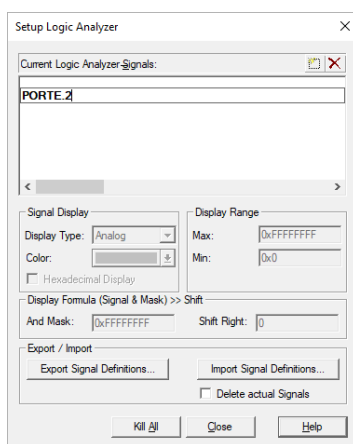 Setup Logic Analyzer
Current Logic Analyzer Signals:
PORTE.2
Signal Display
Display Type: Analog
Color:
Hexadecimal Display
Display Range
Max: 0xFFFFFFFF
Min: 0x0
Display Formula (Signal & Mask) >> Shift
And Mask: 0xFFFFFFFF Shift Right: 0
Export / Import
Export Signal Definitions... Import Signal Definitions...
Delete actual Signals
Kill All Close Help